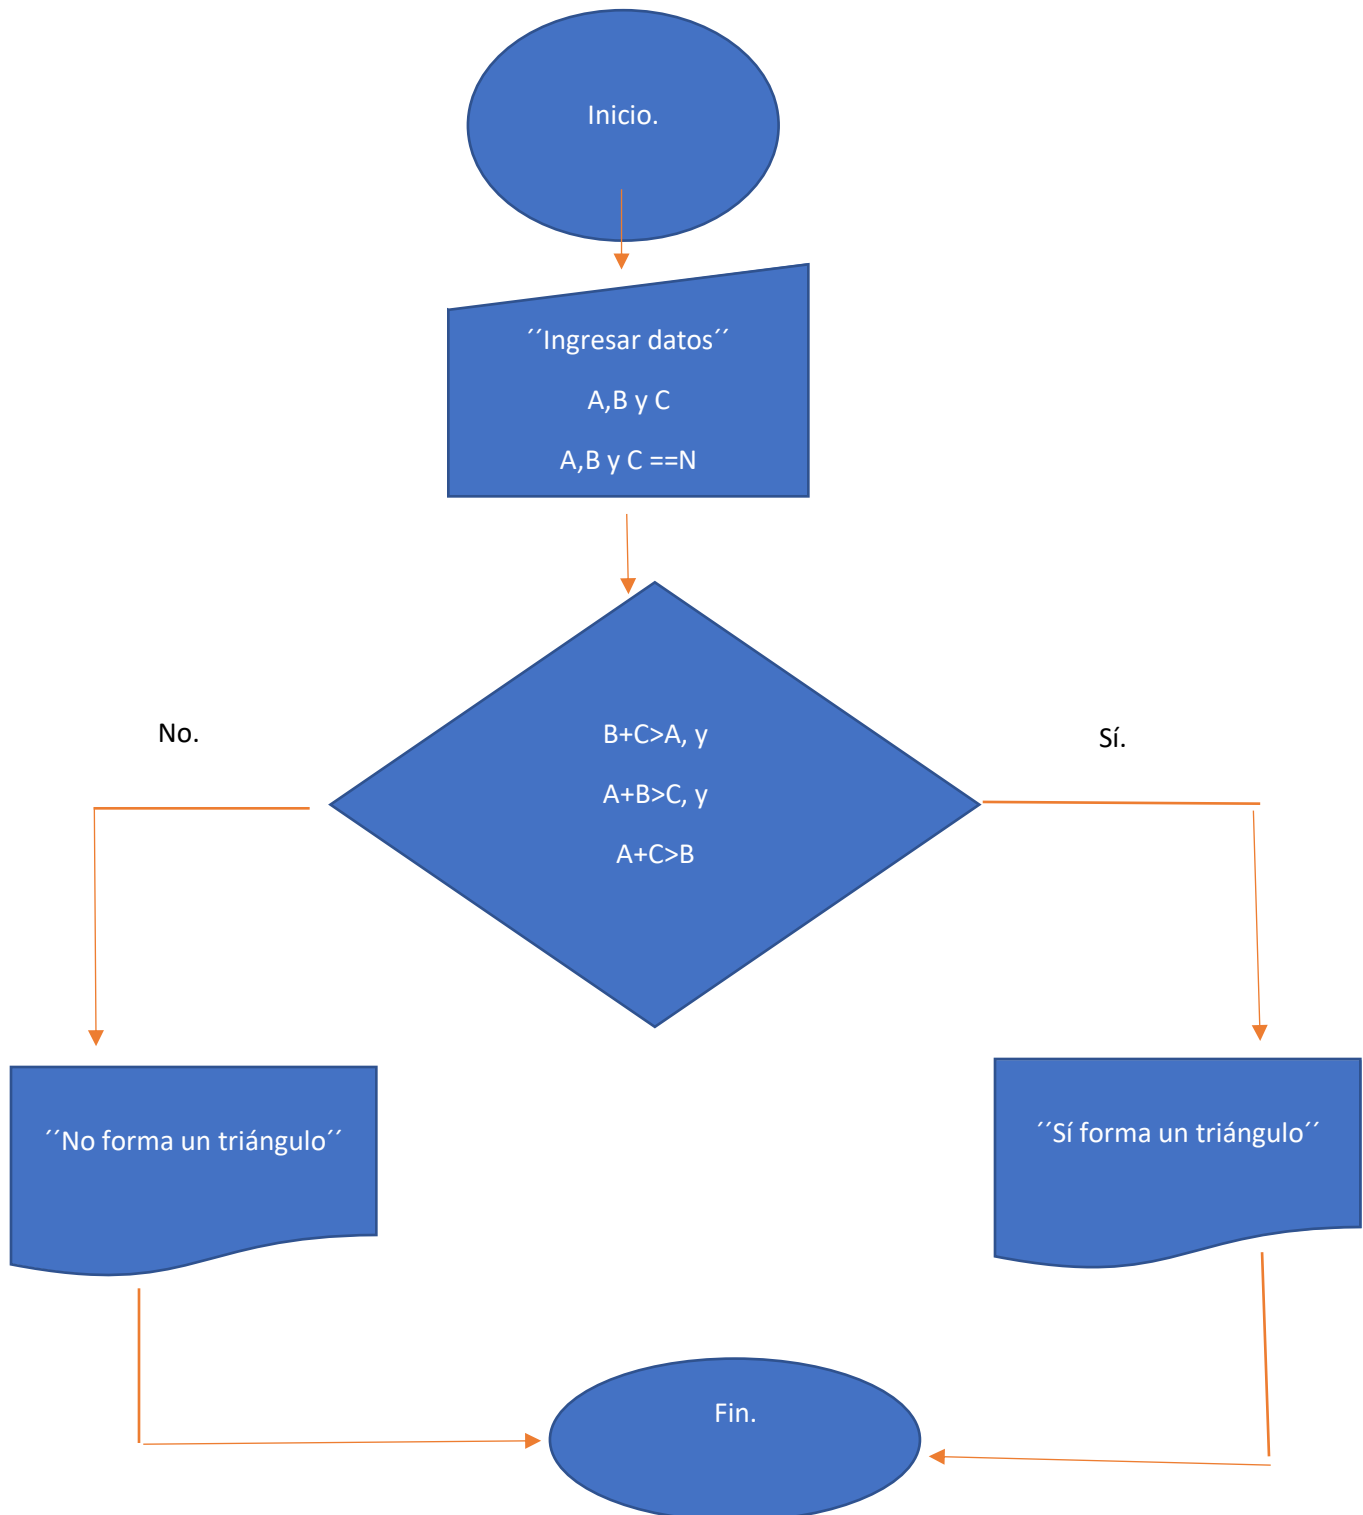 Inicio.
´´Ingresar datos´´
A,B y C
A,B y C ==N
No.
B+C>A, y
A+B>C, y
A+C>B
Sí.
´´No forma un triángulo´´
´´Sí forma un triángulo´´
Fin.